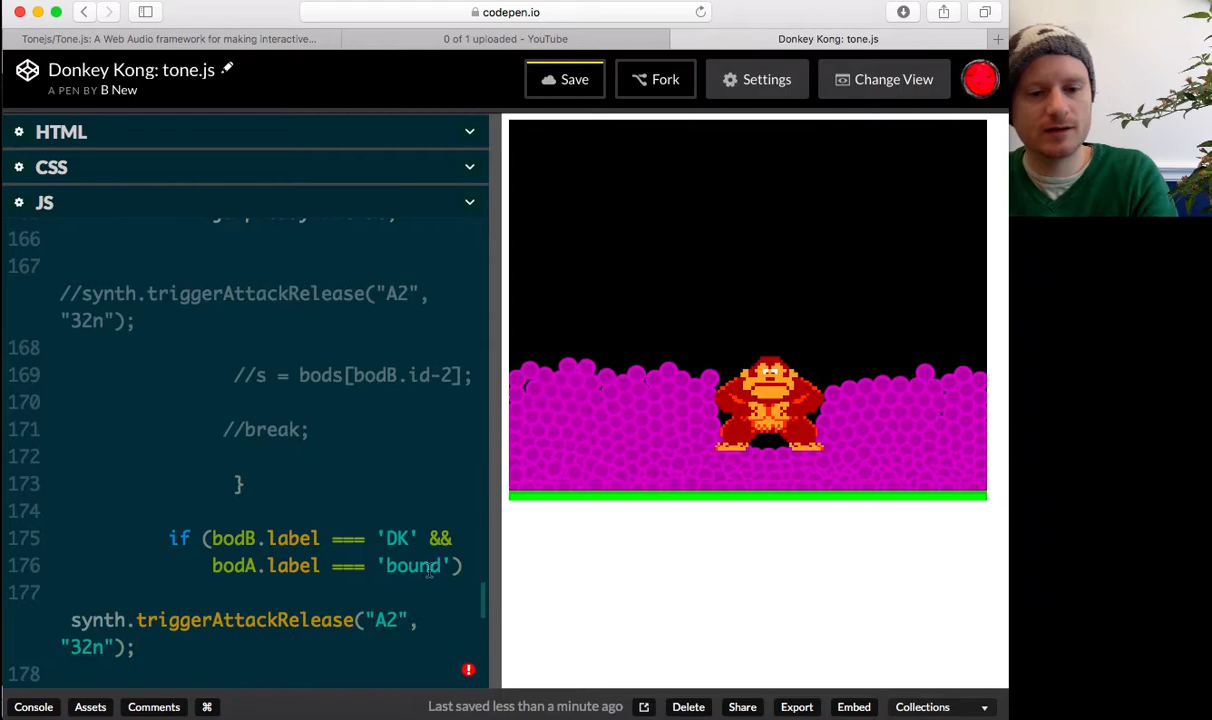 codepen.io
Tonejs/Tone.js: A Web Audio framework for making interactive...
0 of 1 uploaded - YouTube
Donkey Kong: tone.js
Donkey Kong: tone.js
A PEN BY B New
Save
Fork
Settings
Change View
HTML
CSS
JS
166
167
//synth.triggerAttackRelease("A2",
"32n");
168
169 //s = bods[bodB.id-2];
170
171 //break;
172
173 }
174
175 if (bodB.label === 'DK' &&
176 bodA.label === 'bound')
177
synth.triggerAttackRelease("A2",
"32n");
178
Console
Assets
Comments
⌘
Last saved less than a minute ago
Delete
Share
Export
Embed
Collections